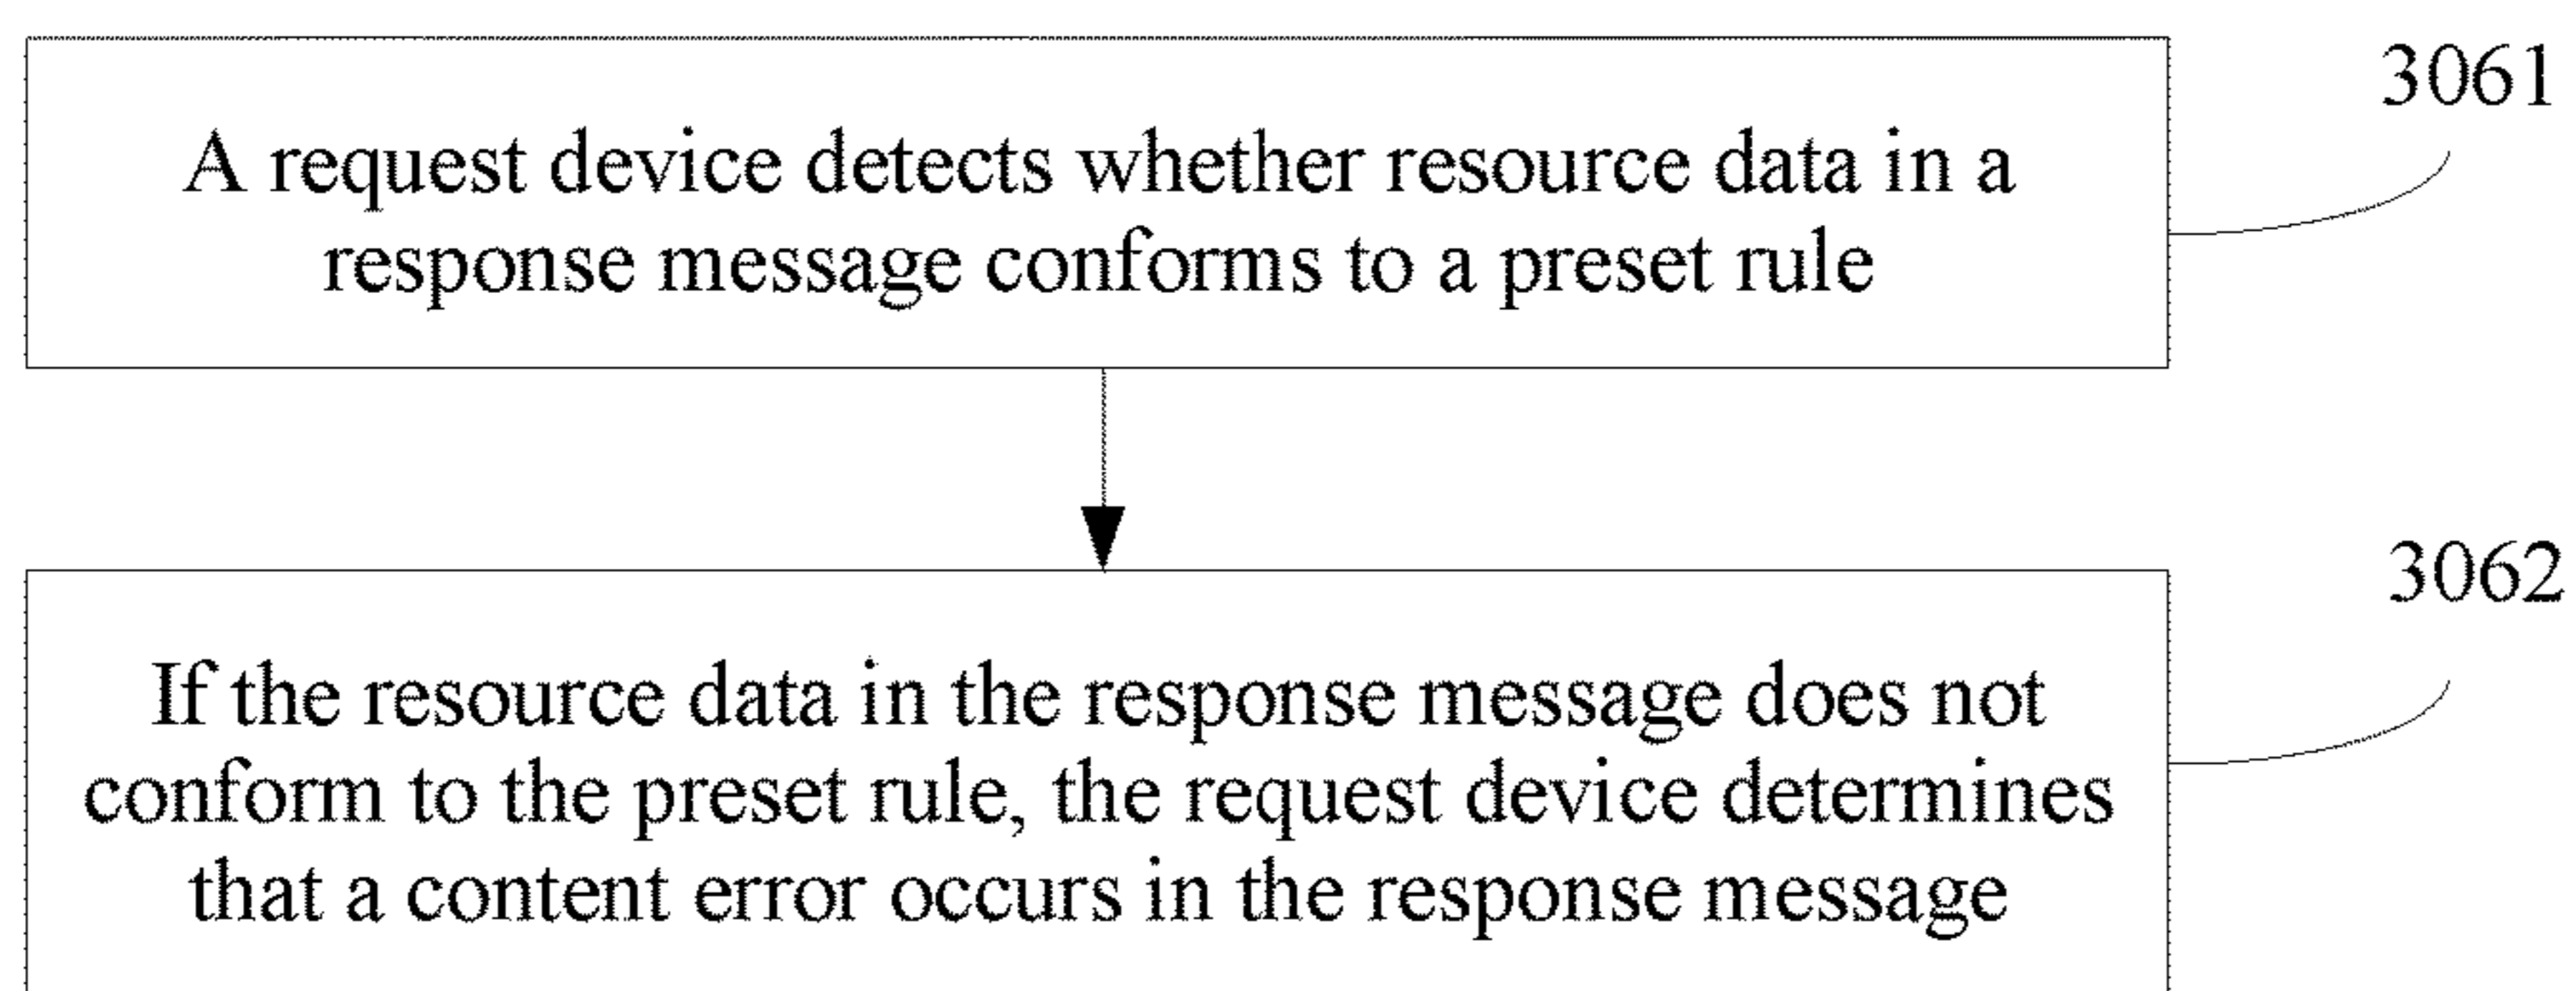 3061
A request device detects whether resource data in a
response message conforms to a preset rule
3062
If the resource data in the response message does not
conform to the preset rule, the request device determines
that a content error occurs in the response message